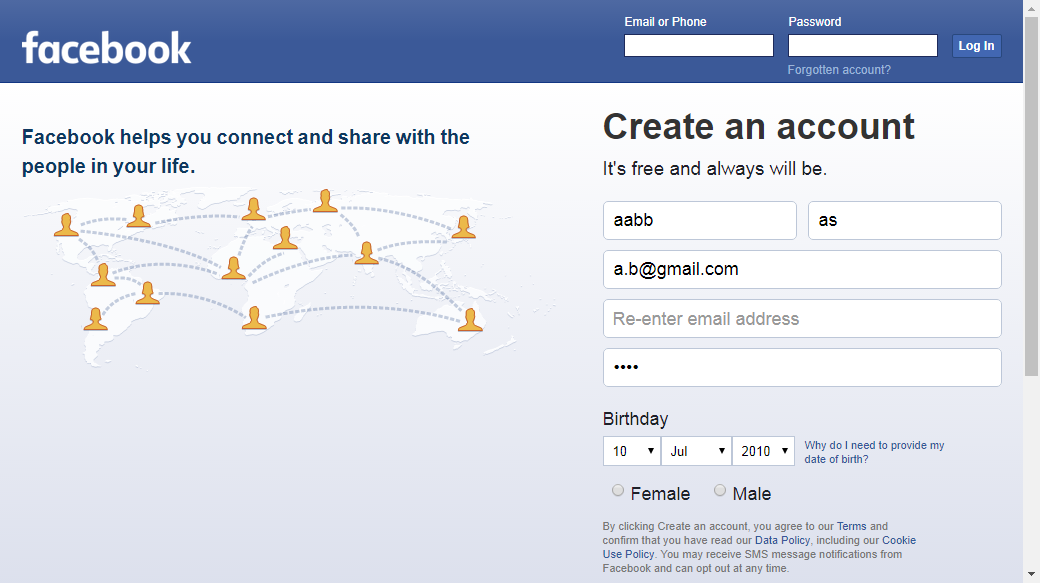 Email or Phone
Password
facebook
Log In
Forgotten account?
Facebook helps you connect and share with the
people in your life.
Create an account
It's free and always will be.
aabb
as
a.b@gmail.com
Re-enter email address
••••
Birthday
10
Jul
2010
Why do I need to provide my
date of birth?
Female
Male
By clicking Create an account, you agree to our Terms and
confirm that you have read our Data Policy, including our Cookie
Use Policy. You may receive SMS message notifications from
Facebook and can opt out at any time.